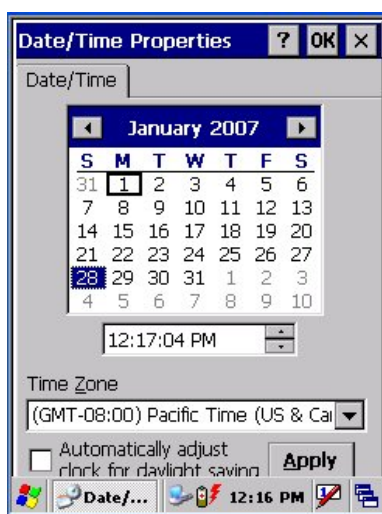 Date/Time Properties ? OK ×
Date/Time
January 2007
S M T W T F S
31 1 2 3 4 5 6
7 8 9 10 11 12 13
14 15 16 17 18 19 20
21 22 23 24 25 26 27
28 29 30 31 1 2 3
4 5 6 7 8 9 10
12:17:04 PM
Time Zone
(GMT-08:00) Pacific Time (US & Ca
Automatically adjust
clock for daylight saving
Apply
Date/... 12:16 PM